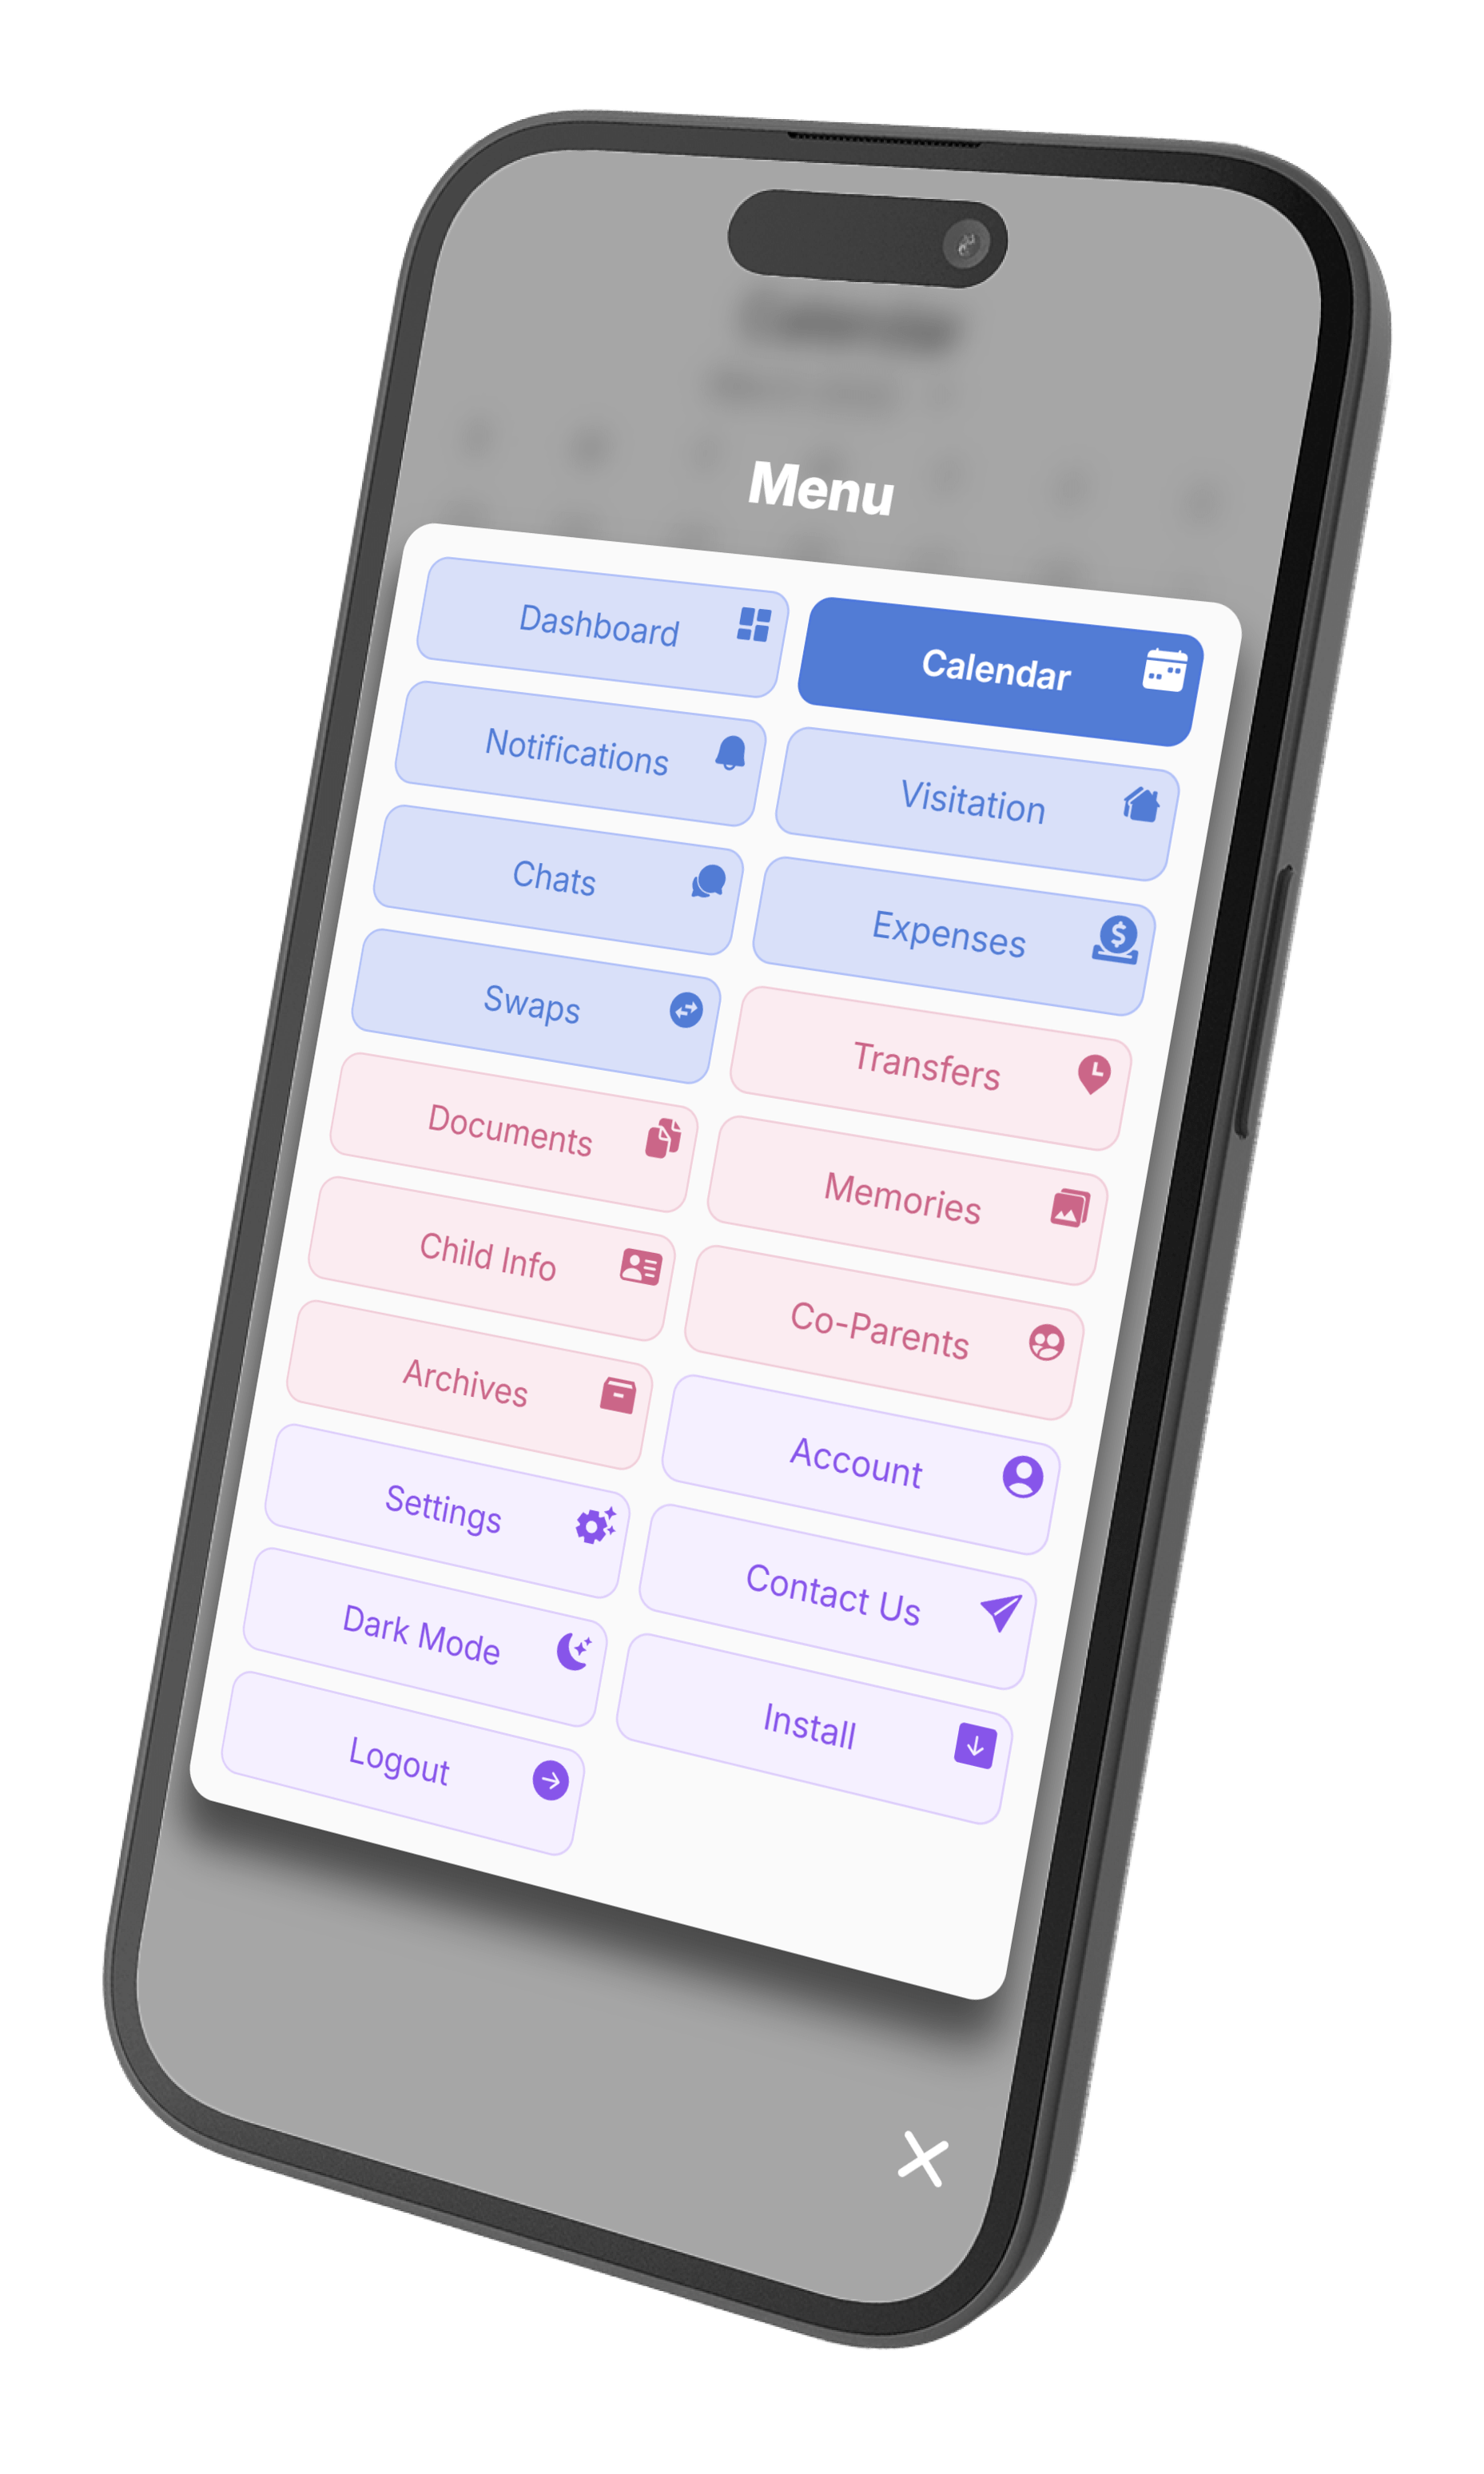 Calendar
Menu
Dashboard
Calendar
Notifications
Visitation
Chats
Expenses
Swaps
Transfers
Documents
Memories
Child Info
Co-Parents
Archives
Account
Settings
Contact Us
Dark Mode
Install
Logout